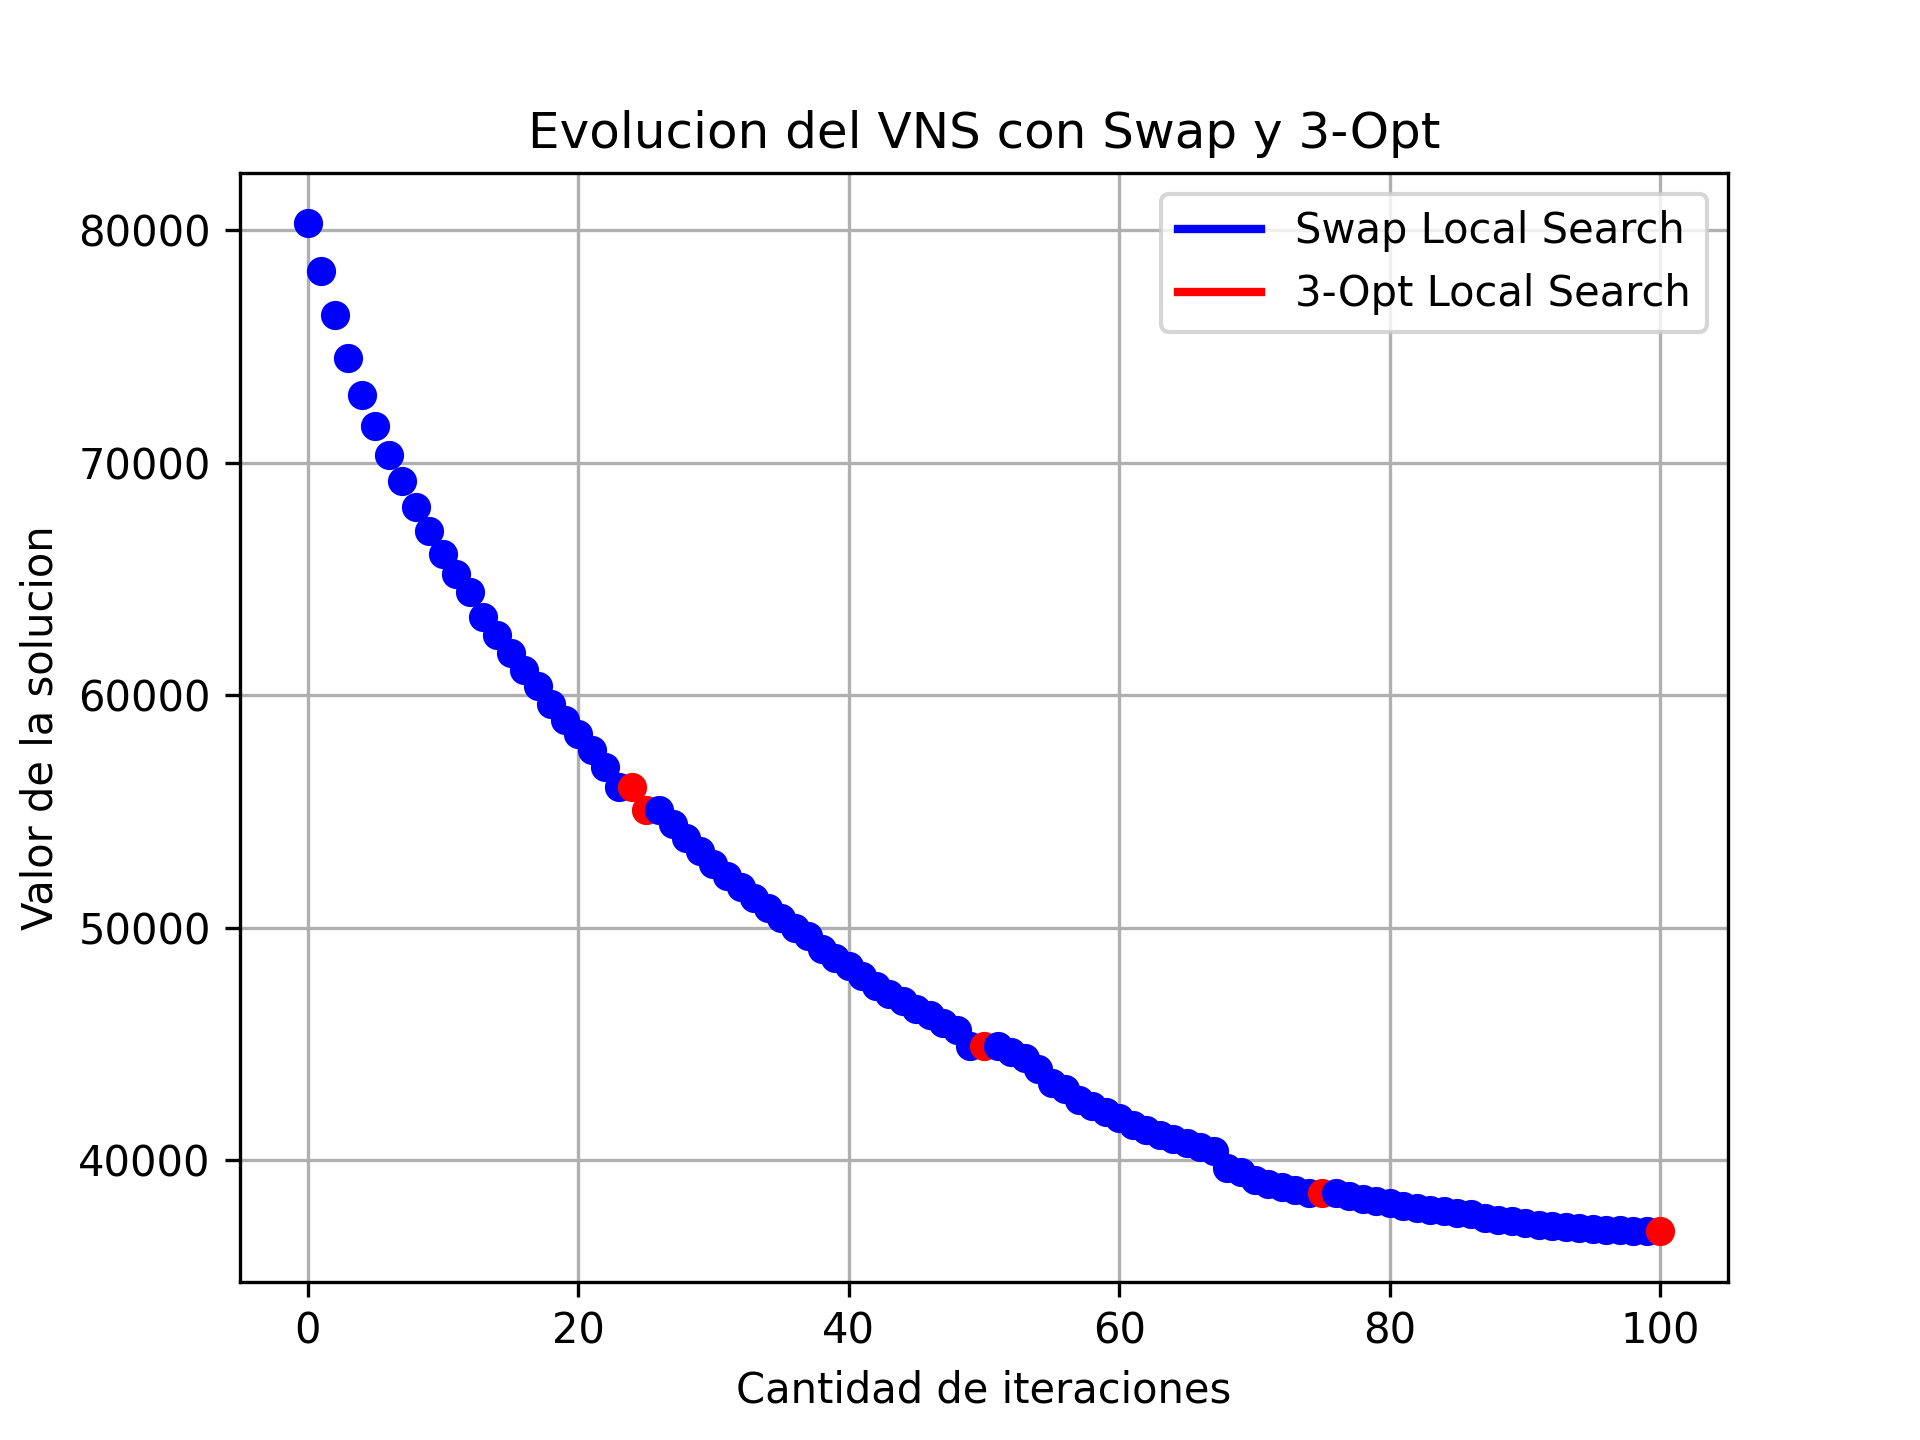 Evolucion del VNS con Swap y 3-Opt
Swap Local Search
3-Opt Local Search
Valor de la solucion
80000
70000
60000
50000
40000
0 20 40 60 80 100
Cantidad de iteraciones